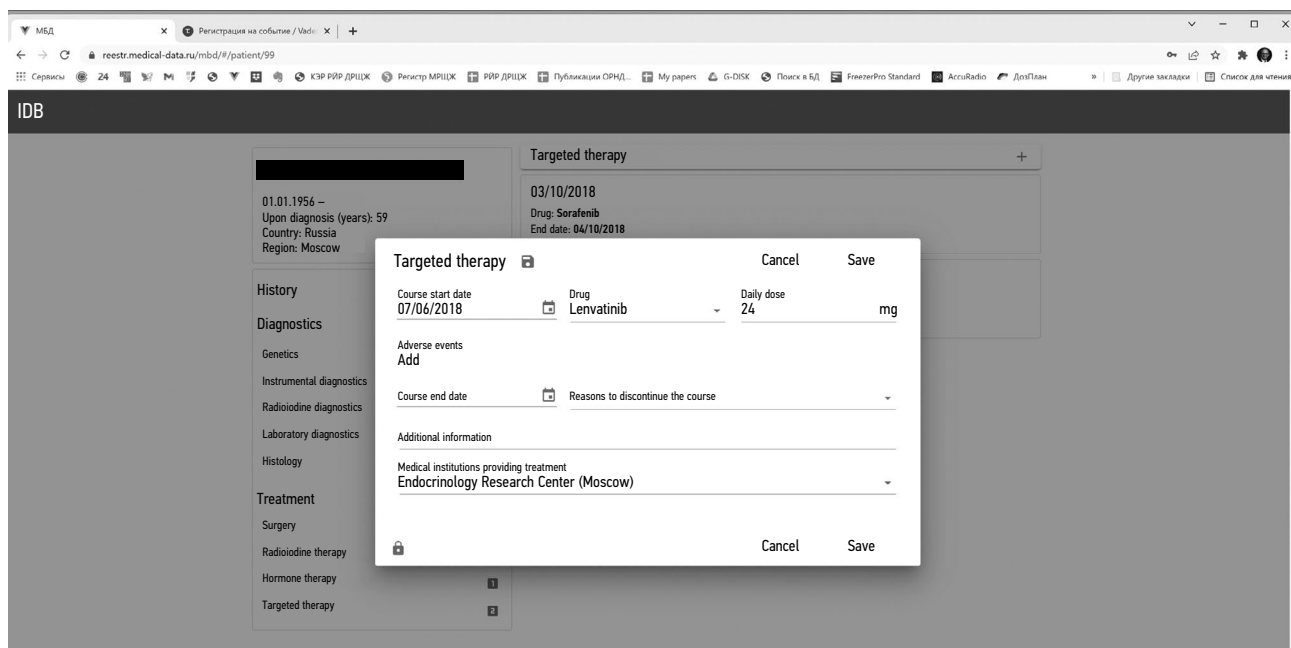 МБД
Регистрация на событие / Vade
reestr.medical-data.ru/mbd/#/patient/99
Сервисы 24 КЭР РЙР ДРЩЖ Регистр МРЩЖ РЙР ДРЩЖ Публикации ОРНД... My papers G-DISK Поиск в БД FreezerPro Standard AccuRadio ДозПлан » Другие закладки Список для чтения
IDB
01.01.1956 –
Upon diagnosis (years): 59
Country: Russia
Region: Moscow
History
Diagnostics
Genetics
Instrumental diagnostics
Radioiodine diagnostics
Laboratory diagnostics
Histology
Treatment
Surgery
Radioiodine therapy
Hormone therapy 1
Targeted therapy 2
Targeted therapy +
03/10/2018
Drug: Sorafenib
End date: 04/10/2018
Targeted therapy Cancel Save
Course start date Drug Daily dose
07/06/2018 Lenvatinib 24 mg
Adverse events
Add
Course end date Reasons to discontinue the course
Additional information
Medical institutions providing treatment
Endocrinology Research Center (Moscow)
Cancel Save